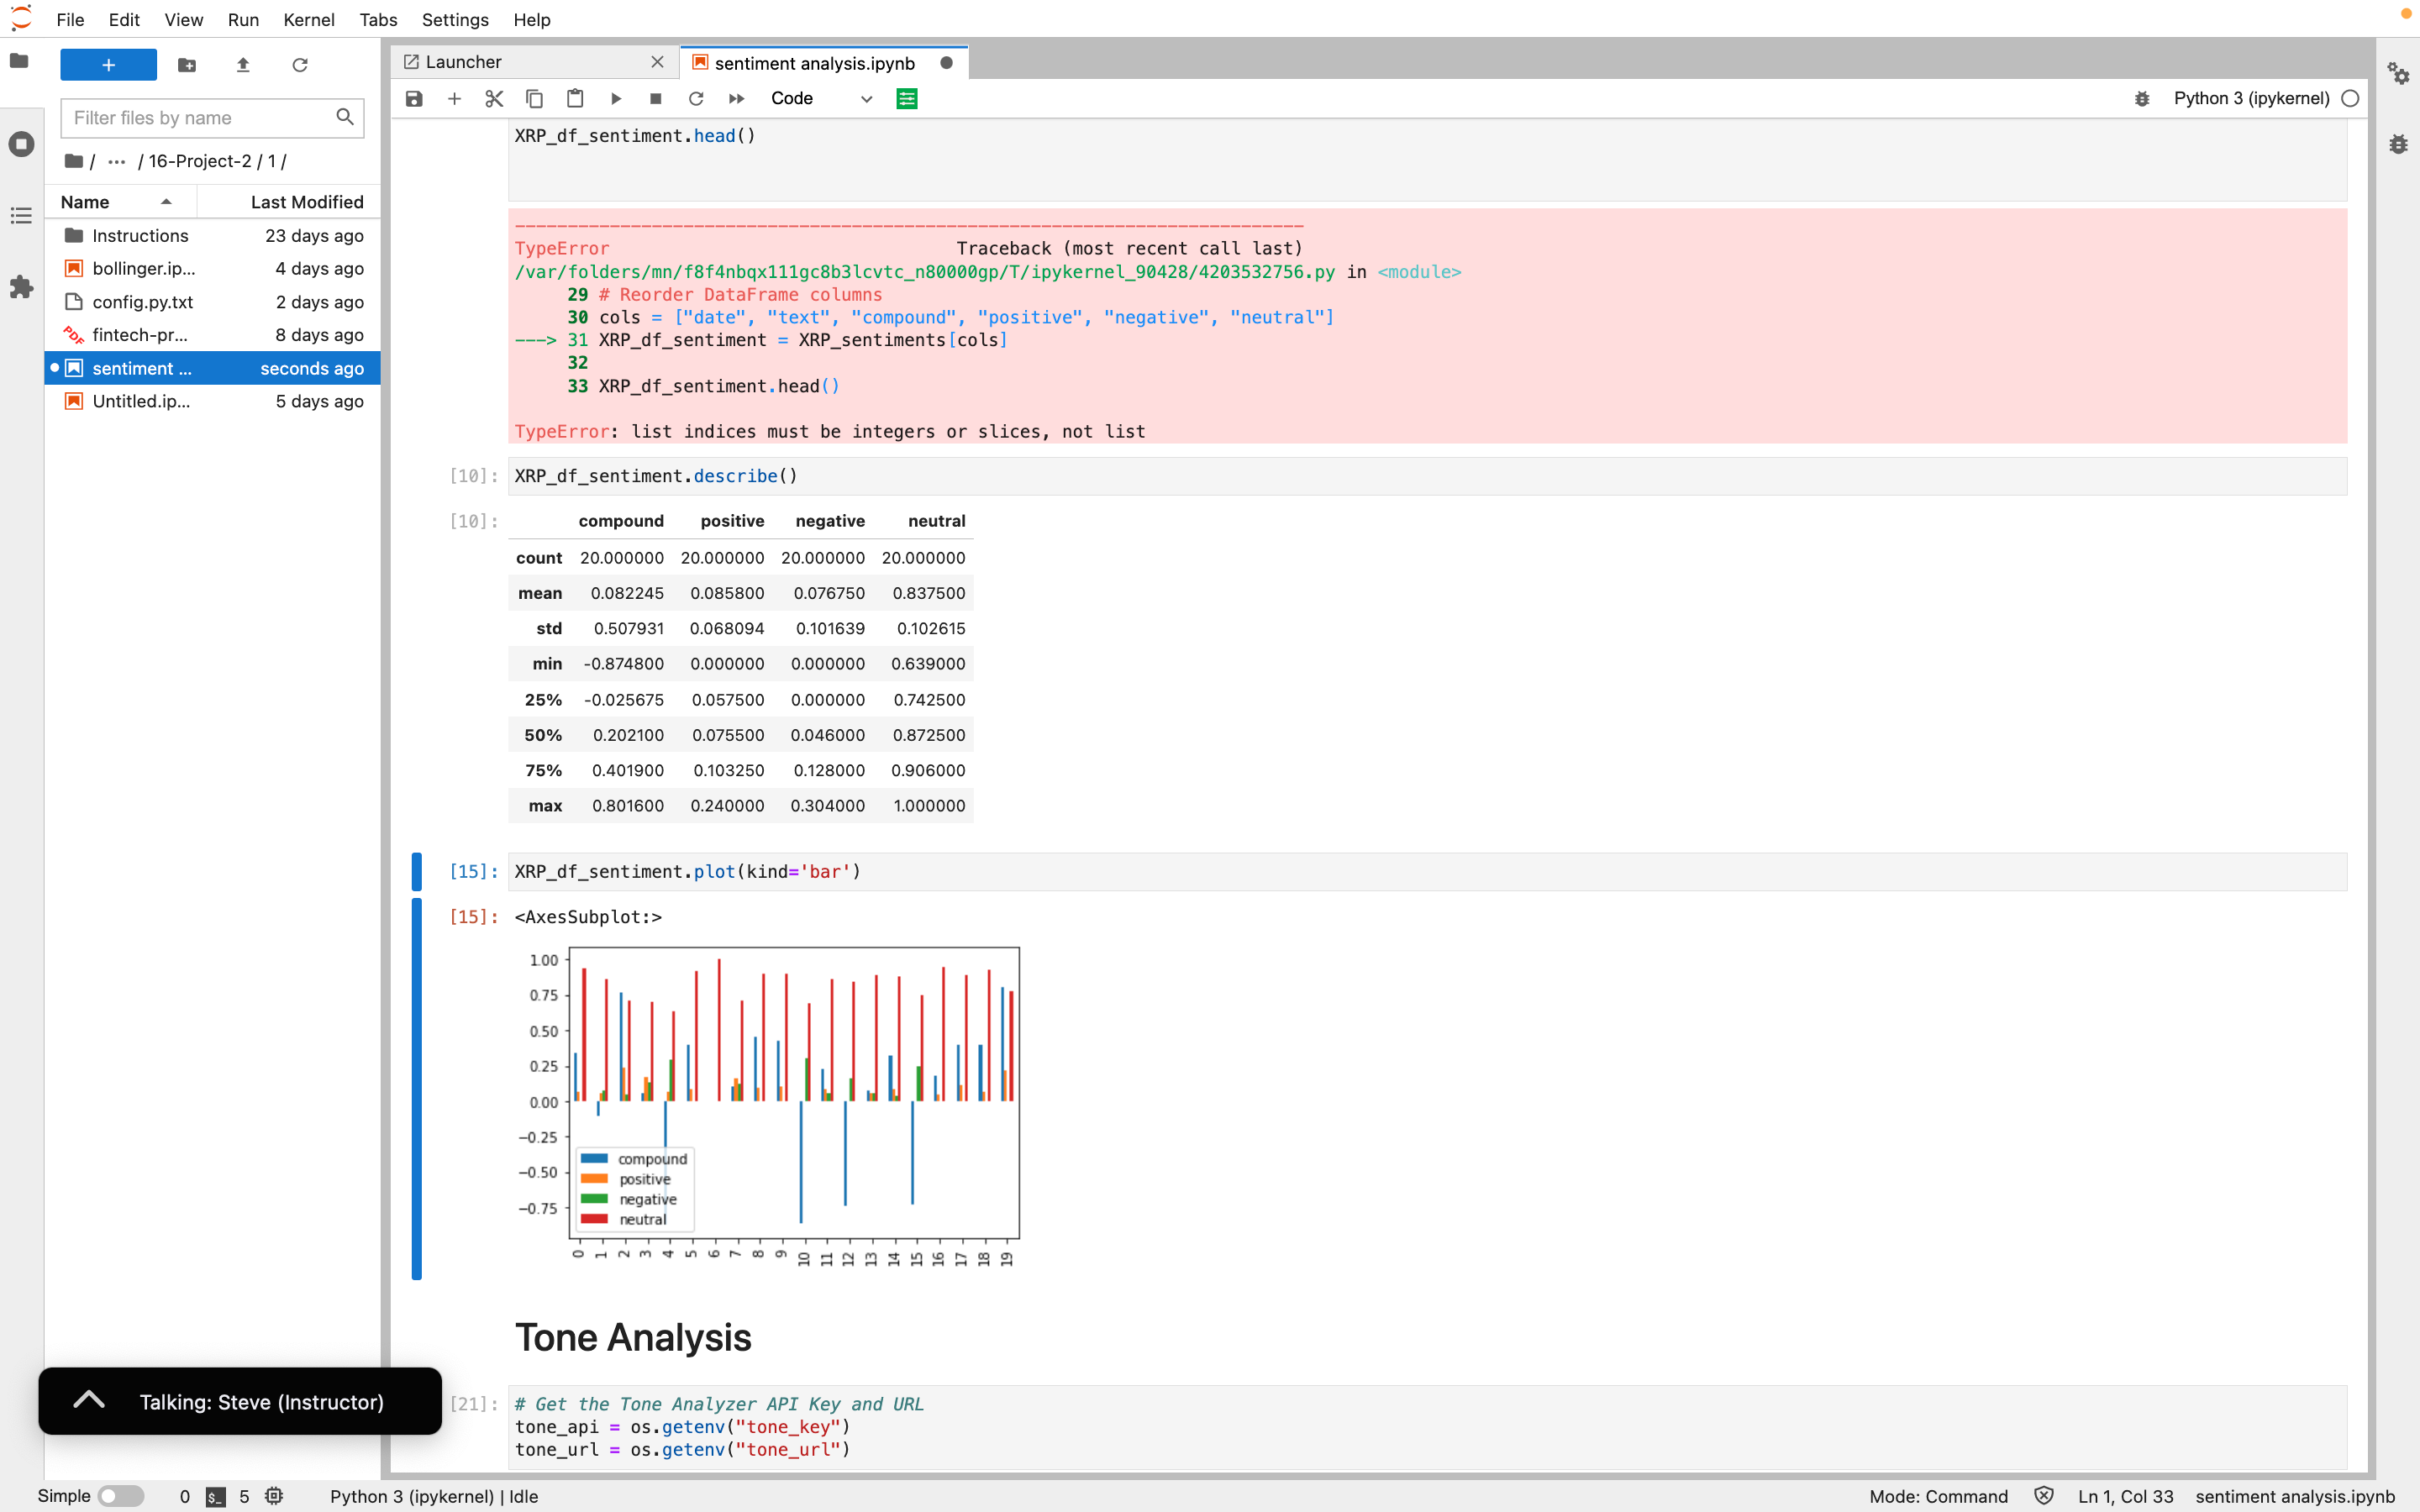 File Edit View Run Kernel Tabs Settings Help
+
Filter files by name
/ ··· / 16-Project-2 / 1 /
Name Last Modified
Instructions 23 days ago
bollinger.ip... 4 days ago
config.py.txt 2 days ago
fintech-pr... 8 days ago
sentiment ... seconds ago
Untitled.ip... 5 days ago
Launcher
sentiment analysis.ipynb
Code
Python 3 (ipykernel)
XRP_df_sentiment.head()
---------------------------------------------------------------------------
TypeError Traceback (most recent call last)
/var/folders/mn/f8f4nbqx111gc8b3lcvtc_n80000gp/T/ipykernel_90428/4203532756.py in <module>
29 # Reorder DataFrame columns
30 cols = ["date", "text", "compound", "positive", "negative", "neutral"]
---> 31 XRP_df_sentiment = XRP_sentiments[cols]
32
33 XRP_df_sentiment.head()
TypeError: list indices must be integers or slices, not list
[10]: XRP_df_sentiment.describe()
[10]: compound positive negative neutral
count 20.000000 20.000000 20.000000 20.000000
mean 0.082245 0.085800 0.076750 0.837500
std 0.507931 0.068094 0.101639 0.102615
min -0.874800 0.000000 0.000000 0.639000
25% -0.025675 0.057500 0.000000 0.742500
50% 0.202100 0.075500 0.046000 0.872500
75% 0.401900 0.103250 0.128000 0.906000
max 0.801600 0.240000 0.304000 1.000000
[15]: XRP_df_sentiment.plot(kind='bar')
[15]: <AxesSubplot:>
1.00
0.75
0.50
0.25
0.00
−0.25
−0.50
−0.75
compound
positive
negative
neutral
0 1 2 3 4 5 6 7 8 9 10 11 12 13 14 15 16 17 18 19
Tone Analysis
[21]: # Get the Tone Analyzer API Key and URL
tone_api = os.getenv("tone_key")
tone_url = os.getenv("tone_url")
Talking: Steve (Instructor)
Simple 0 $_ 5 Python 3 (ipykernel) | Idle Mode: Command Ln 1, Col 33 sentiment analysis.ipynb